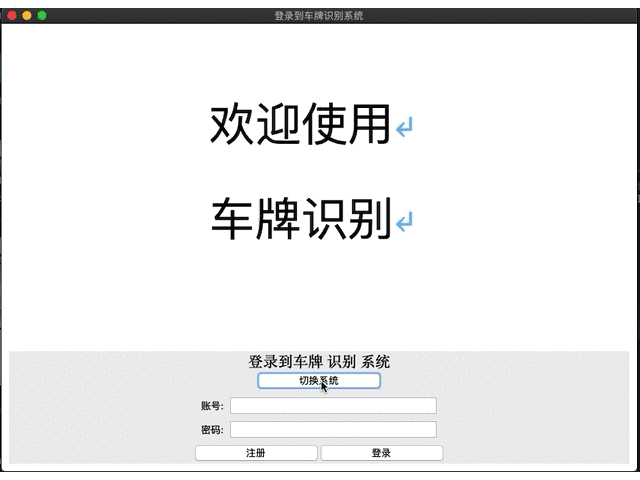 登录到车牌识别系统
欢迎使用↵
车牌识别↵
登录到车牌 识别 系统
切换系统
账号:
密码:
注册 登录